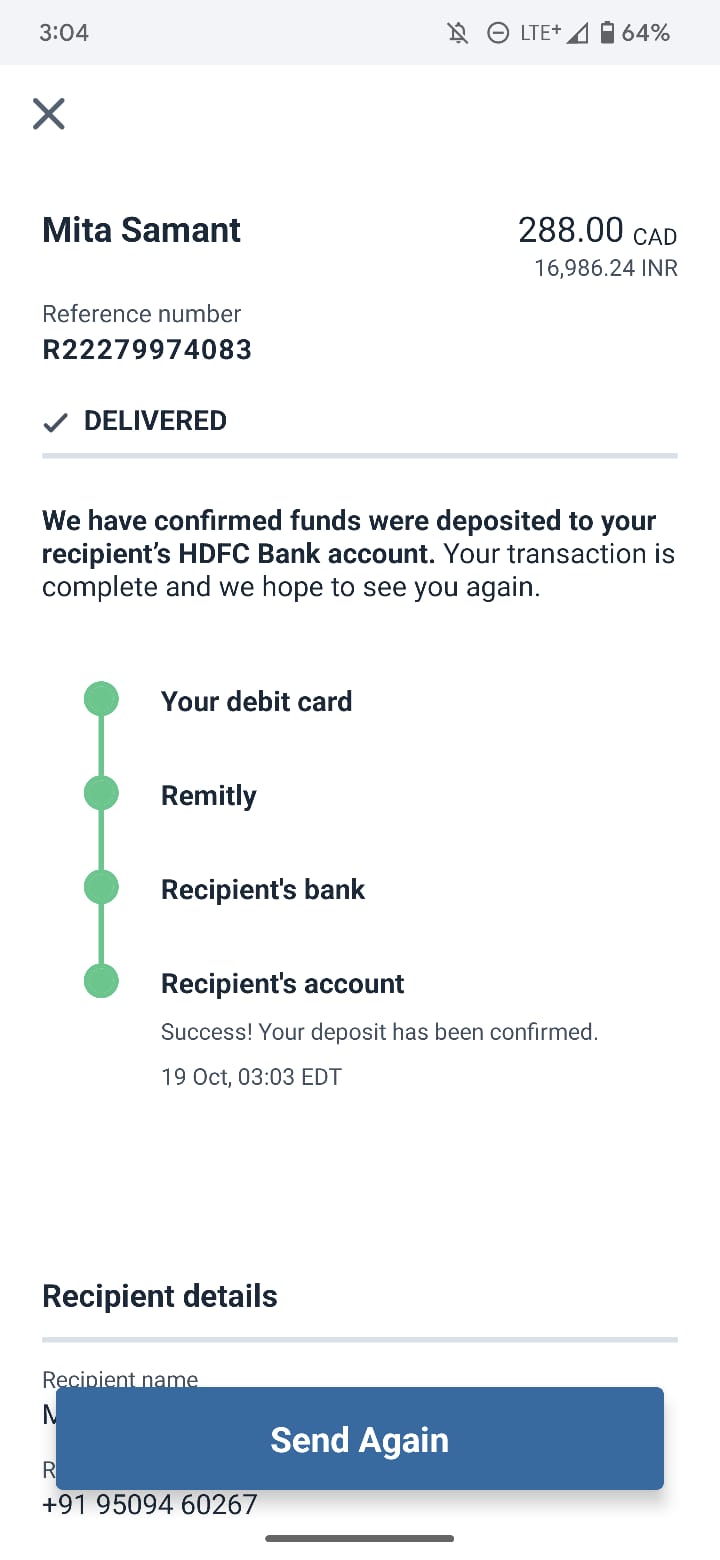 3:04
LTE+ 64%
Mita Samant
288.00 CAD
16,986.24 INR
Reference number
R22279974083
DELIVERED
We have confirmed funds were deposited to your
recipient’s HDFC Bank account. Your transaction is
complete and we hope to see you again.
Your debit card
Remitly
Recipient's bank
Recipient's account
Success! Your deposit has been confirmed.
19 Oct, 03:03 EDT
Recipient details
Recipient name
Send Again
+91 95094 60267